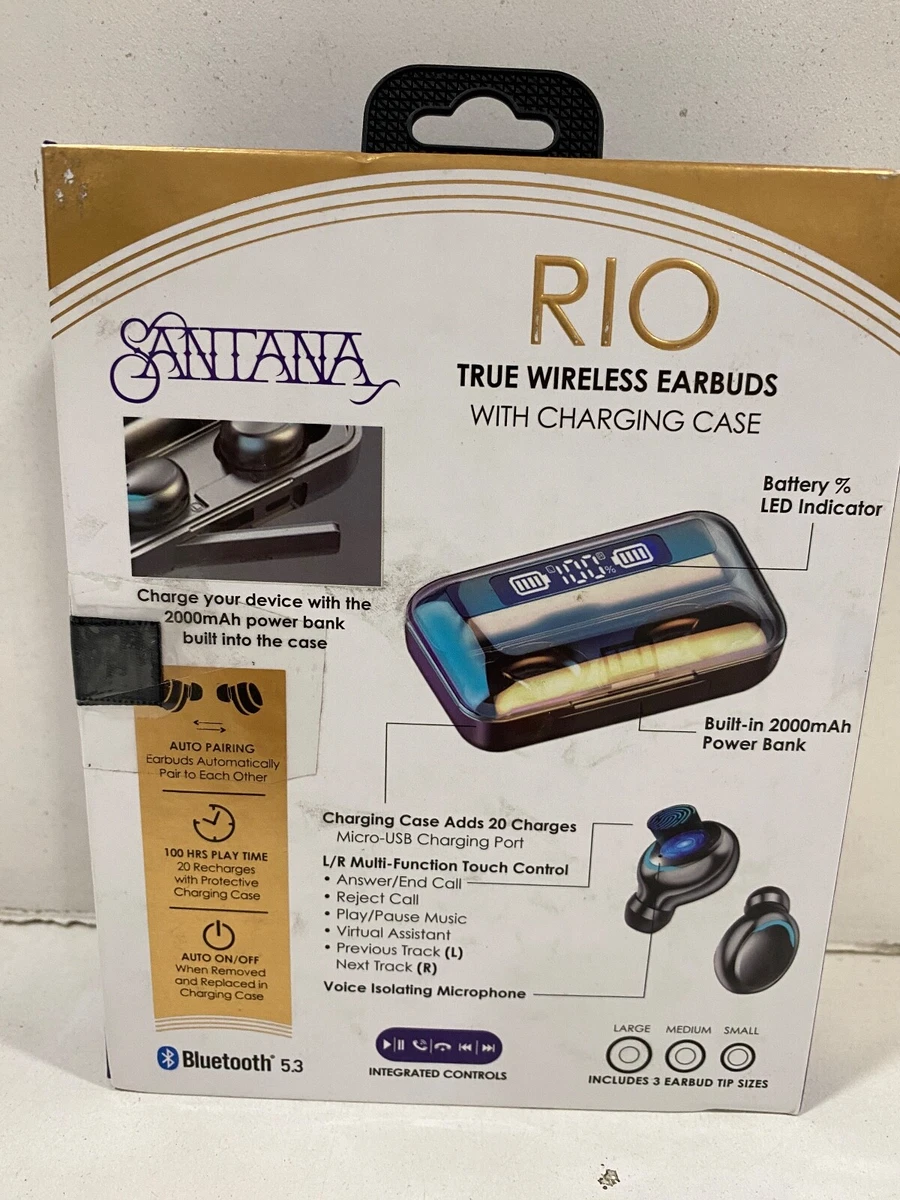 RIO
SANTANA
TRUE WIRELESS EARBUDS
WITH CHARGING CASE
Battery %
LED Indicator
100%
Charge your device with the
2000mAh power bank
built into the case
Built-in 2000mAh
Power Bank
AUTO PAIRING
Earbuds Automatically
Pair to Each Other
100 HRS PLAY TIME
20 Recharges
with Protective
Charging Case
AUTO ON/OFF
When Removed
and Replaced in
Charging Case
Charging Case Adds 20 Charges
Micro-USB Charging Port
L/R Multi-Function Touch Control
• Answer/End Call
• Reject Call
• Play/Pause Music
• Virtual Assistant
• Previous Track (L)
Next Track (R)
Voice Isolating Microphone
Bluetooth® 5.3
INTEGRATED CONTROLS
LARGE MEDIUM SMALL
INCLUDES 3 EARBUD TIP SIZES